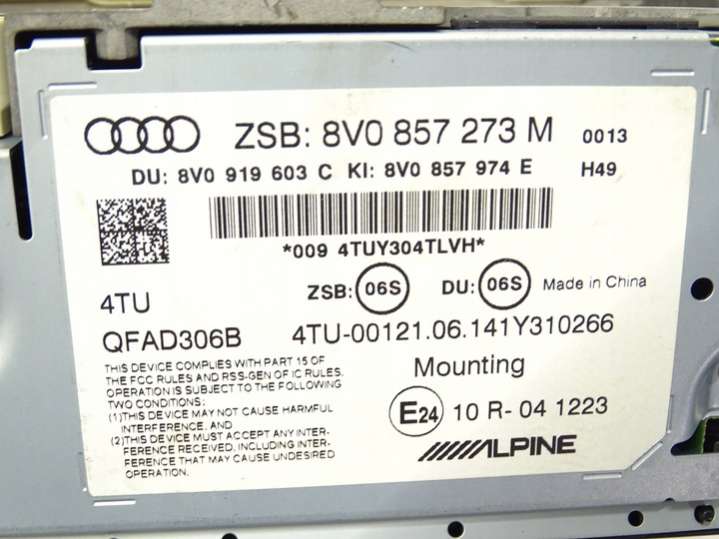 ZSB: 8V0 857 273 M 0013
DU: 8V0 919 603 C KI: 8V0 857 974 E H49
*009 4TUY304TLVH*
ZSB: 06S DU: 06S Made in China
4TU
QFAD306B 4TU-00121.06.141Y310266
THIS DEVICE COMPLIES WITH PART 15 OF
THE FCC RULES AND RSS-GEN OF IC RULES.
OPERATION IS SUBJECT TO THE FOLLOWING
TWO CONDITIONS:
(1)THIS DEVICE MAY NOT CAUSE HARMFUL
INTERFERENCE, AND
(2)THIS DEVICE MUST ACCEPT ANY INTER-
FERENCE RECEIVED, INCLUDING INTER-
FERENCE THAT MAY CAUSE UNDESIRED
OPERATION.
Mounting
E24 10 R- 04 1223
ALPINE